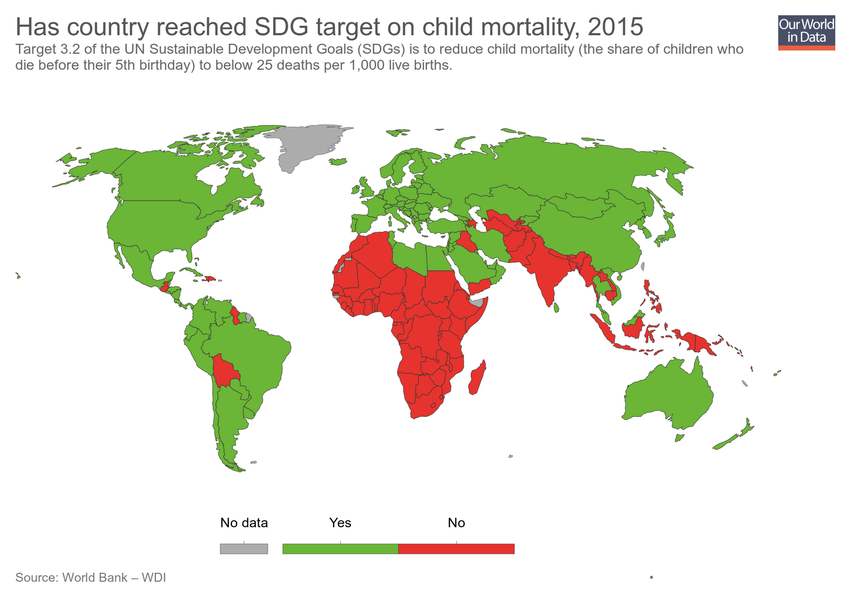 Has country reached SDG target on child mortality, 2015
Our World
in Data
Target 3.2 of the UN Sustainable Development Goals (SDGs) is to reduce child mortality (the share of children who
die before their 5th birthday) to below 25 deaths per 1,000 live births.
No data
Yes
No
Source: World Bank – WDI